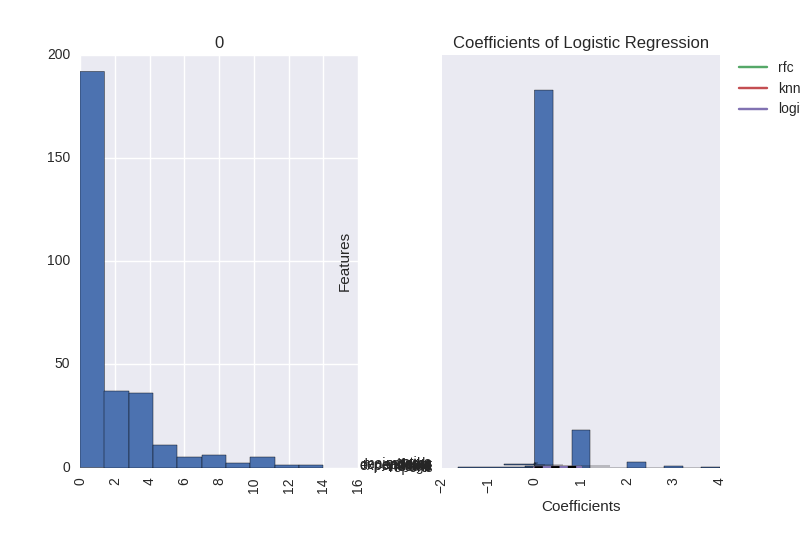 0
Coefficients of Logistic Regression
rfc
knn
logi
200
150
100
50
0
Features
0 2 4 6 8 10 12 14 16
−2 −1 0 1 2 3 4
Coefficients